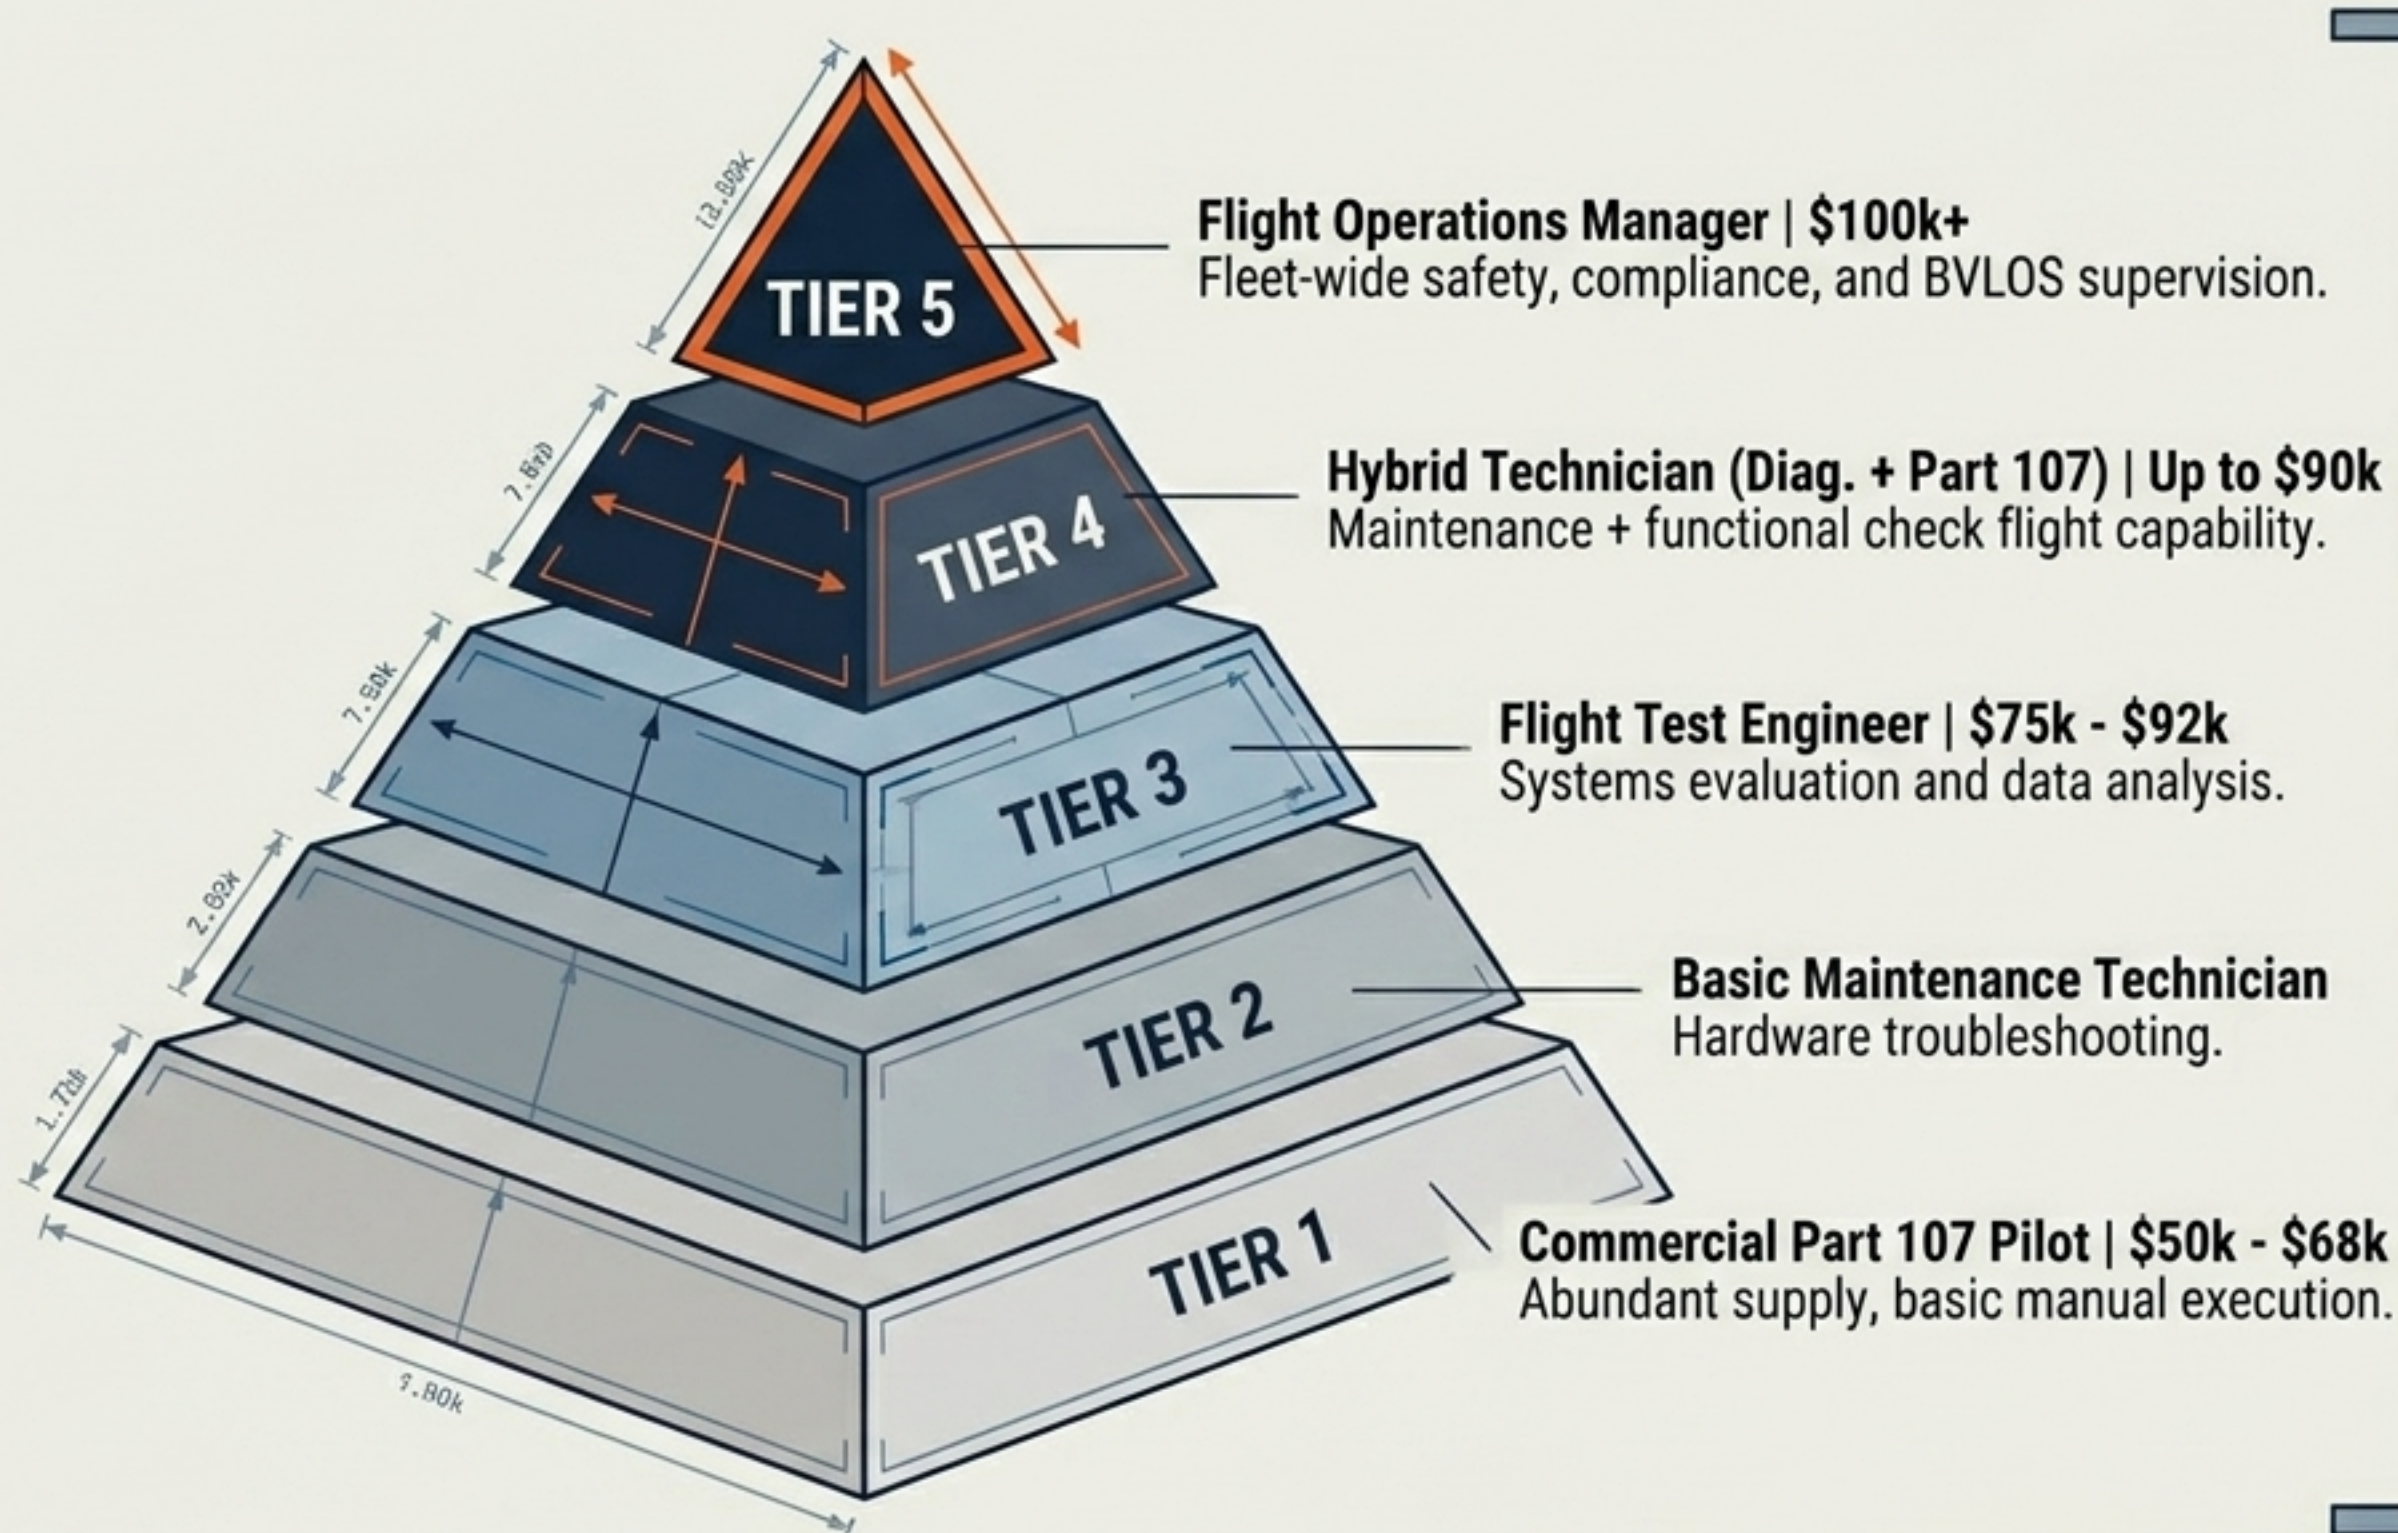 TIER 5
Flight Operations Manager | $100k+
Fleet-wide safety, compliance, and BVLOS supervision.
TIER 4
Hybrid Technician (Diag. + Part 107) | Up to $90k
Maintenance + functional check flight capability.
TIER 3
Flight Test Engineer | $75k - $92k
Systems evaluation and data analysis.
TIER 2
Basic Maintenance Technician
Hardware troubleshooting.
TIER 1
Commercial Part 107 Pilot | $50k - $68k
Abundant supply, basic manual execution.